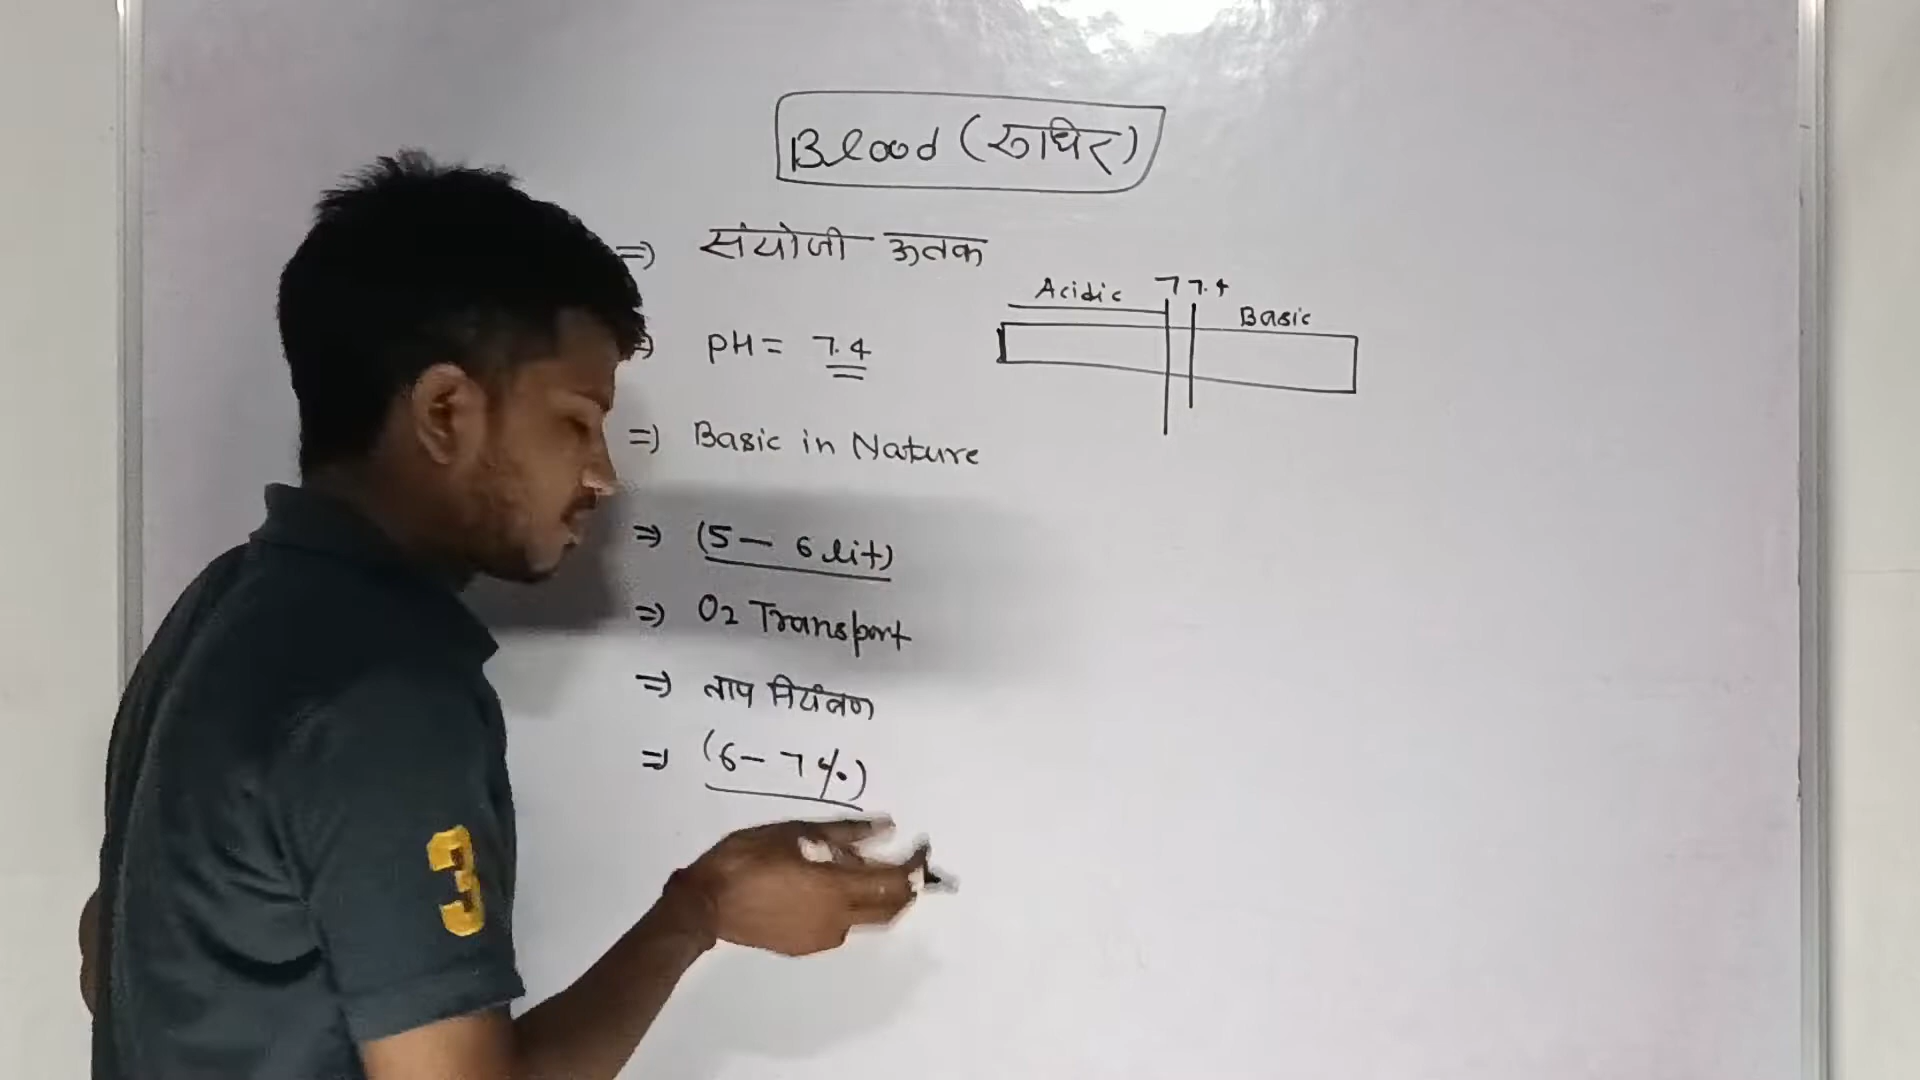 Blood (रुधिर)
=> संयोजी ऊतक
=> PH = 7.4
Acidic 7 7.4 Basic
=> Basic in Nature
=> (5 - 6 lit)
=> O2 Transport
=> ताप नियंत्रण
=> (6 - 7 %)
3